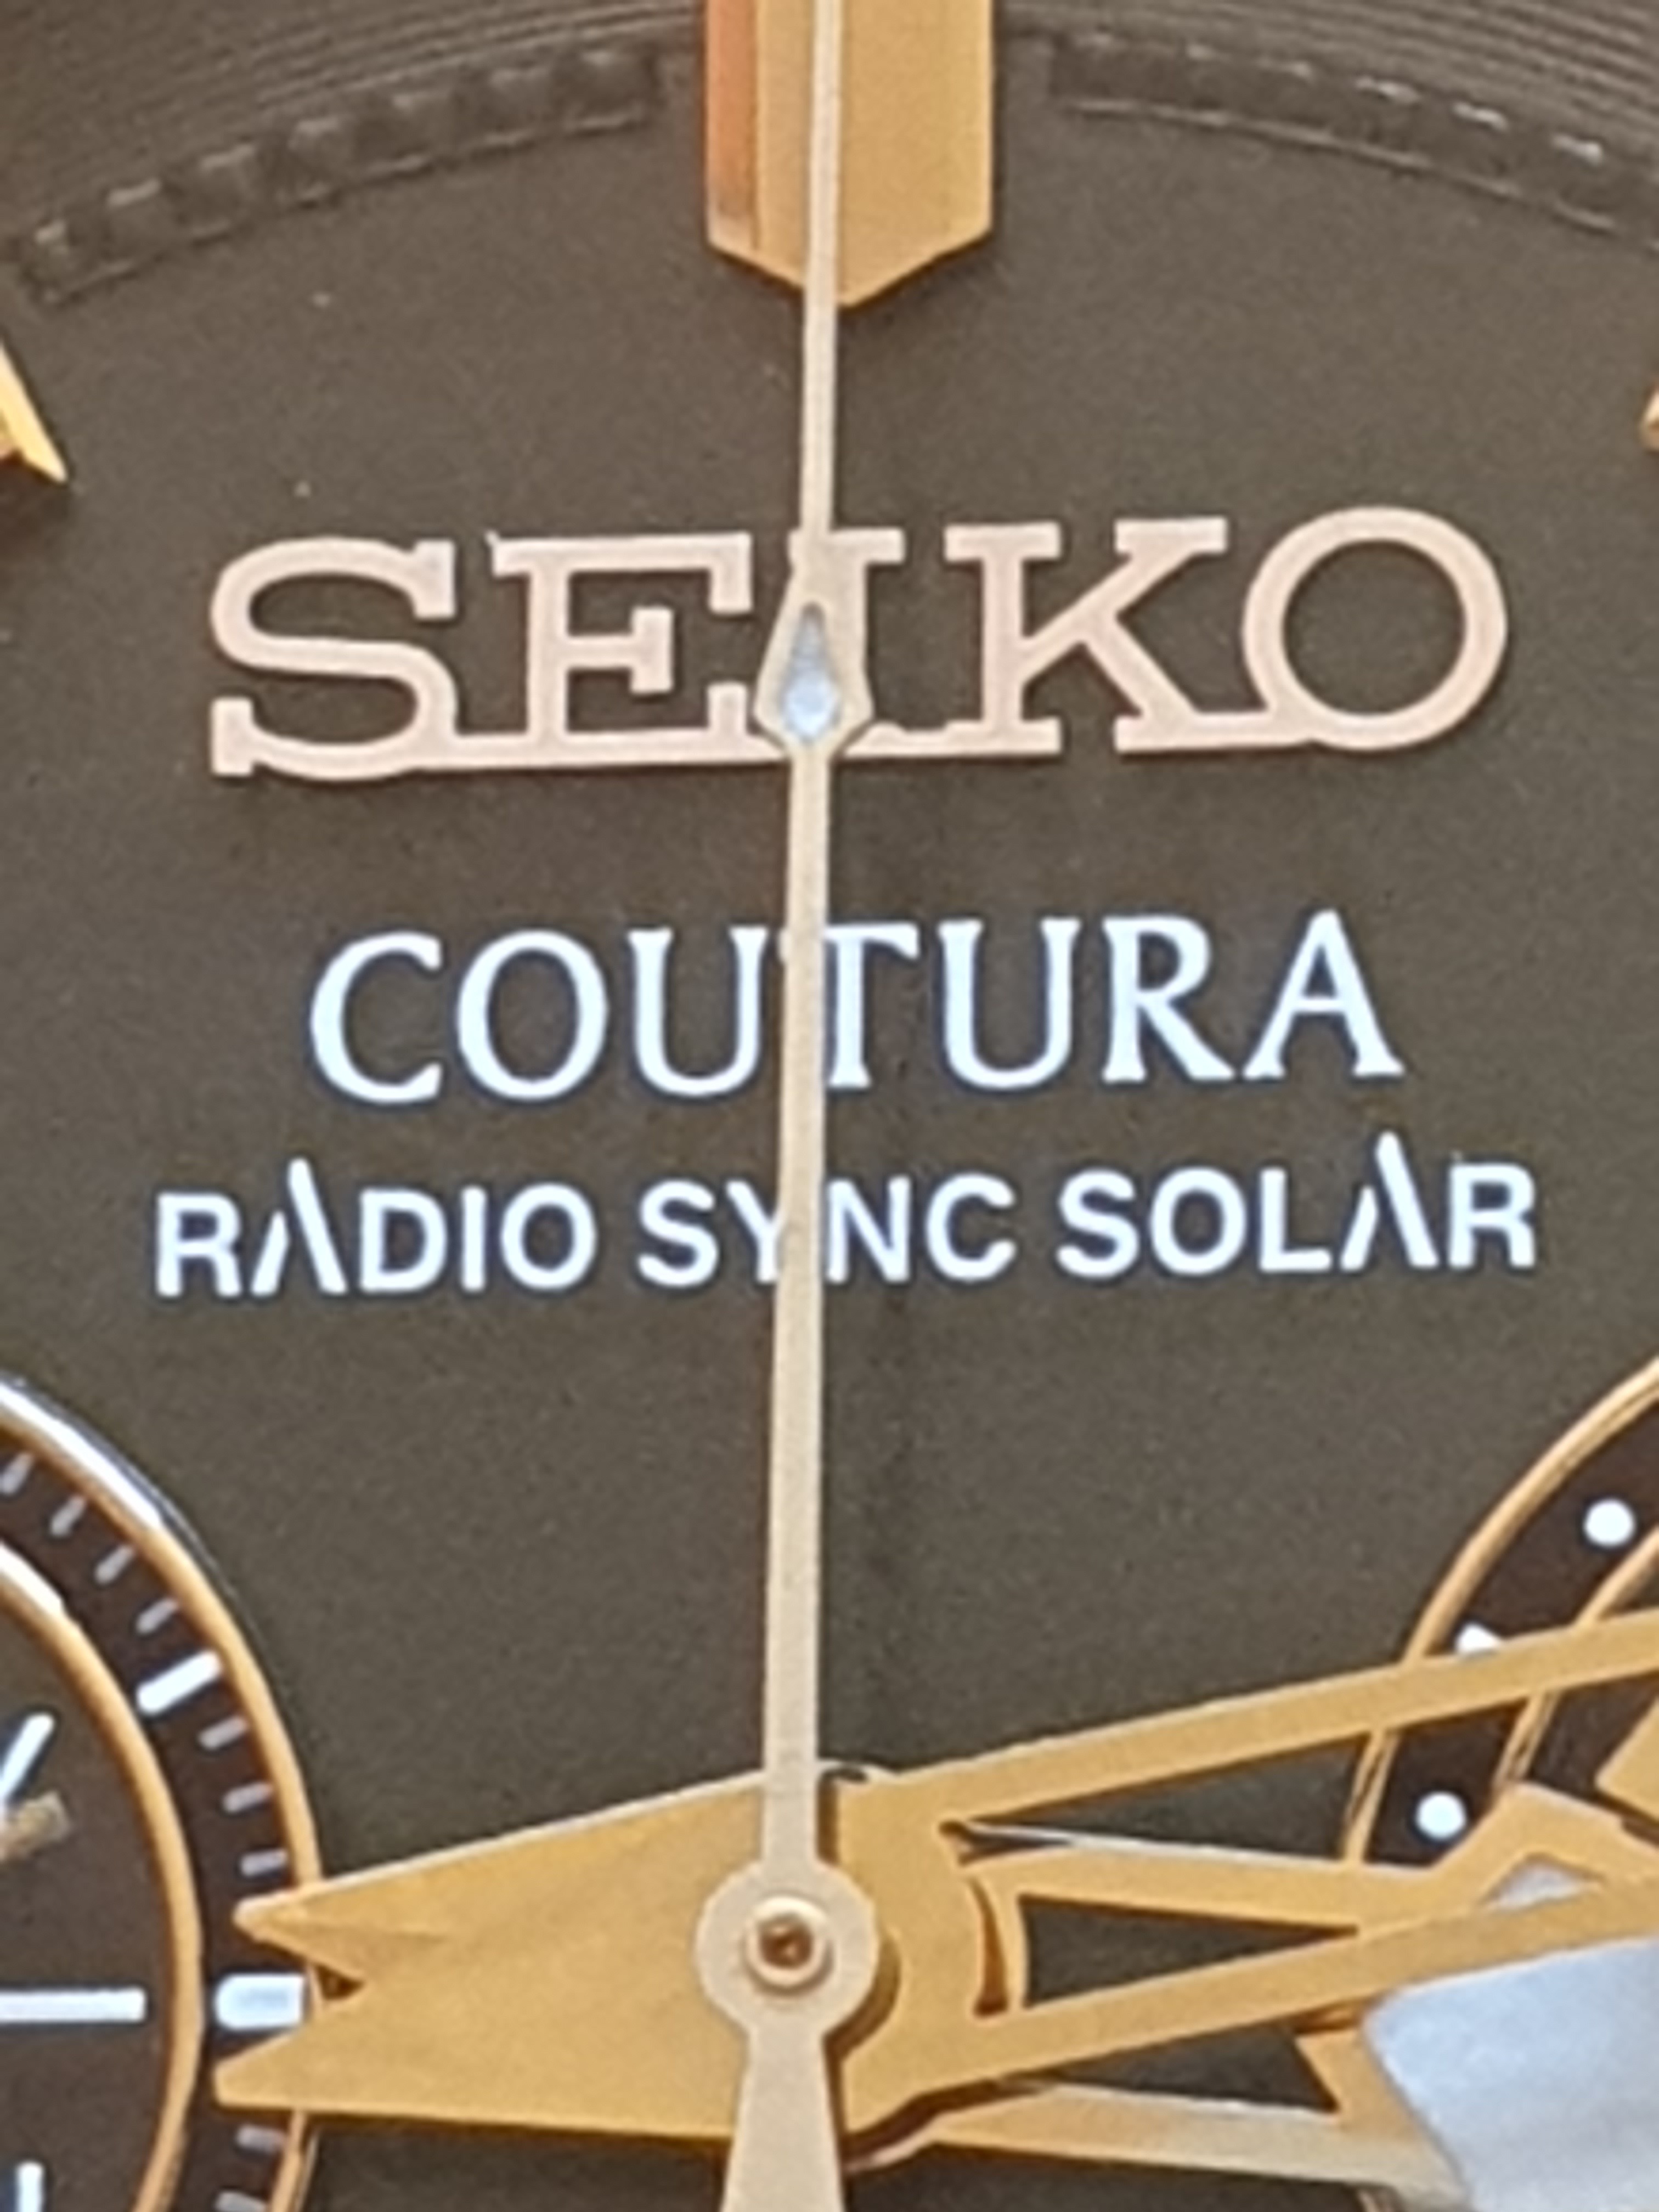 SEIKO
COUTURA
RADIO SYNC SOLAR